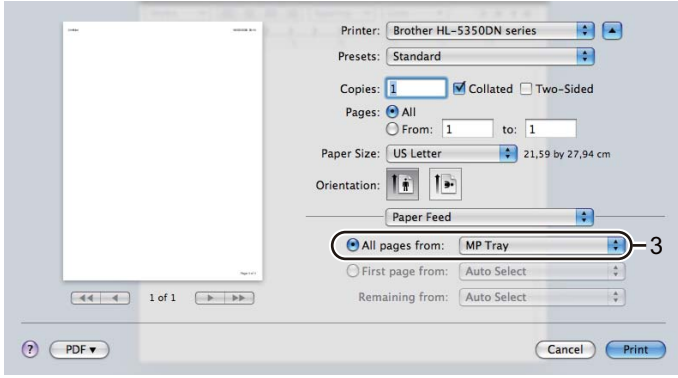 Printer: Brother HL-5350DN series
Presets: Standard
Copies: 1 Collated Two-Sided
Pages: All
From: 1 to: 1
Paper Size: US Letter 21,59 by 27,94 cm
Orientation:
Paper Feed
All pages from: MP Tray 3
First page from: Auto Select
Remaining from: Auto Select
1 of 1
? PDF Cancel Print